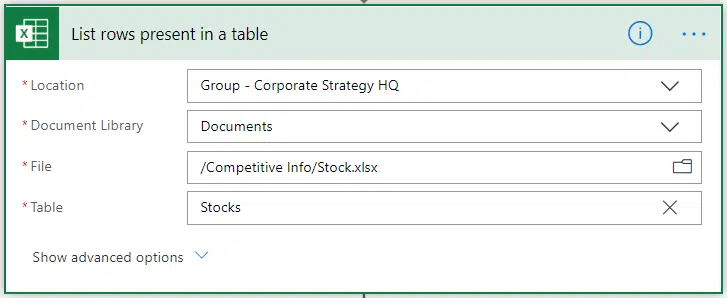 List rows present in a table
* Location
Group - Corporate Strategy HQ
* Document Library
Documents
* File
/Competitive Info/Stock.xlsx
* Table
Stocks
Show advanced options